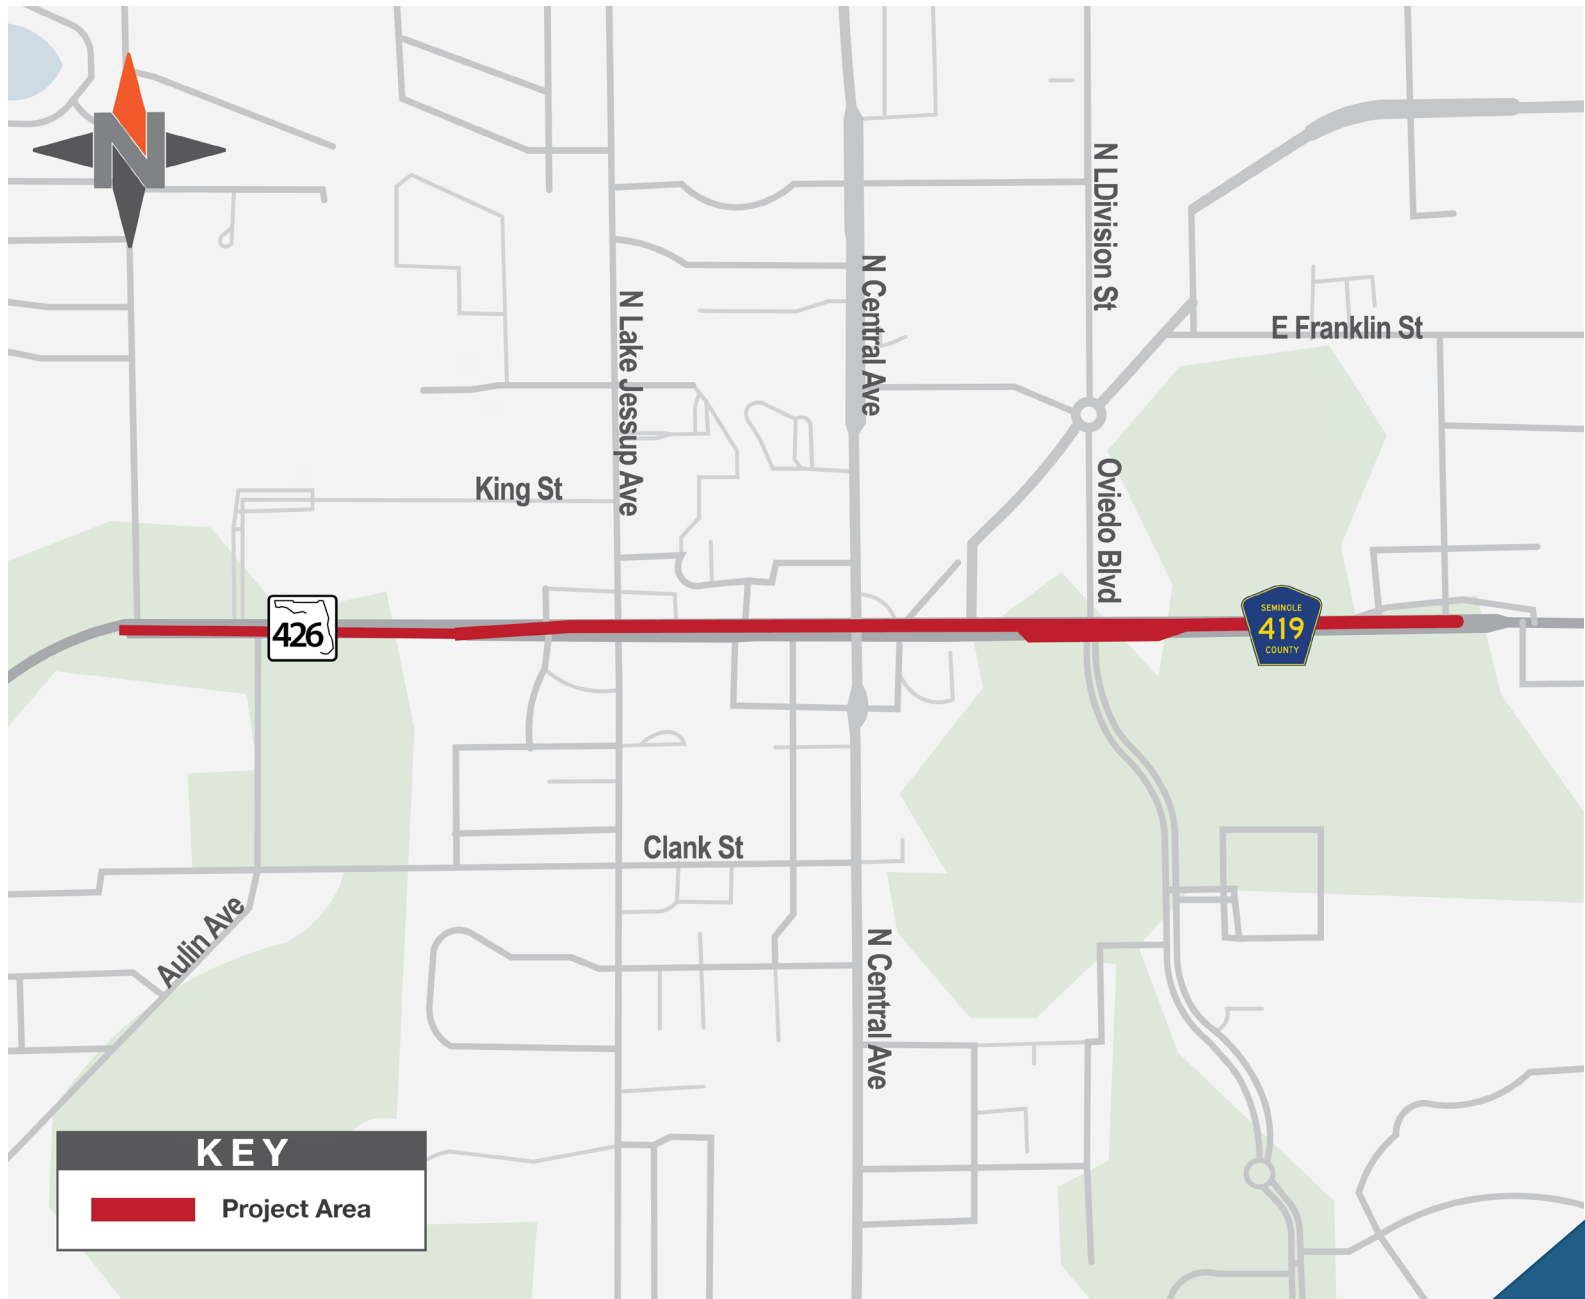 N
N LDivision St
N Central Ave
N Lake Jessup Ave
E Franklin St
King St
Oviedo Blvd
426
SEMINOLE
419
COUNTY
Clank St
Aulin Ave
N Central Ave
KEY
Project Area